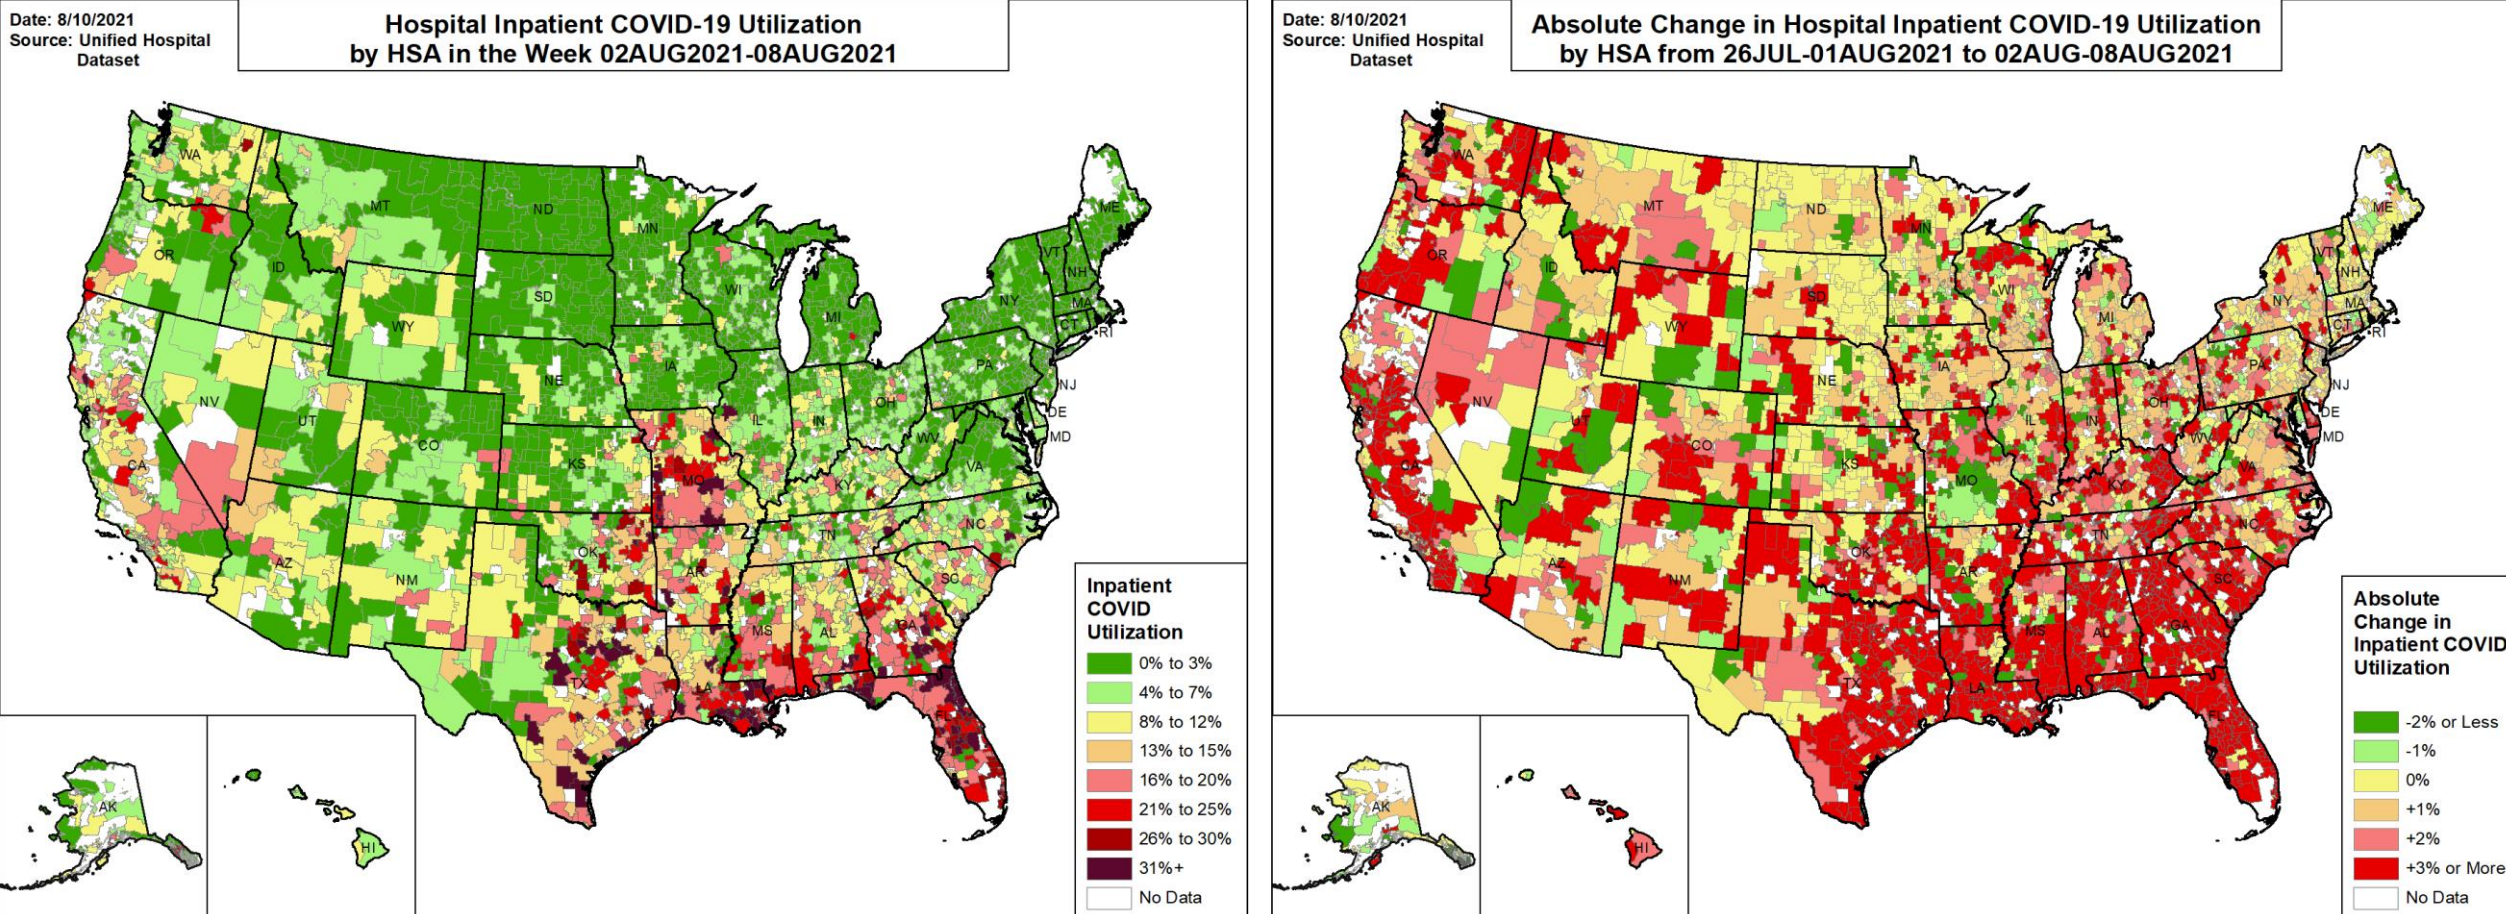 Date: 8/10/2021
Source: Unified Hospital
Dataset
Hospital Inpatient COVID-19 Utilization
by HSA in the Week 02AUG2021-08AUG2021
WA
MT
ND
MN
ME
OR
ID
SD
WI
VT
NH
NY
MA
WY
MI
CT
RI
NE
IA
PA
NJ
NV
UT
CO
KS
IL
IN
OH
DE
MD
WV
VA
CA
MO
KY
AZ
NM
OK
AR
TN
NC
SC
MS
AL
GA
TX
LA
FL
AK
HI
Inpatient
COVID
Utilization
0% to 3%
4% to 7%
8% to 12%
13% to 15%
16% to 20%
21% to 25%
26% to 30%
31%+
No Data
Date: 8/10/2021
Source: Unified Hospital
Dataset
Absolute Change in Hospital Inpatient COVID-19 Utilization
by HSA from 26JUL-01AUG2021 to 02AUG-08AUG2021
WA
MT
ND
MN
ME
OR
ID
SD
WI
VT
NH
NY
MA
WY
MI
CT
RI
NE
IA
PA
NJ
NV
UT
CO
KS
IL
IN
OH
DE
MD
WV
VA
CA
MO
KY
AZ
NM
OK
AR
TN
NC
SC
MS
AL
GA
TX
LA
FL
AK
HI
Absolute
Change in
Inpatient COVID
Utilization
-2% or Less
-1%
0%
+1%
+2%
+3% or More
No Data